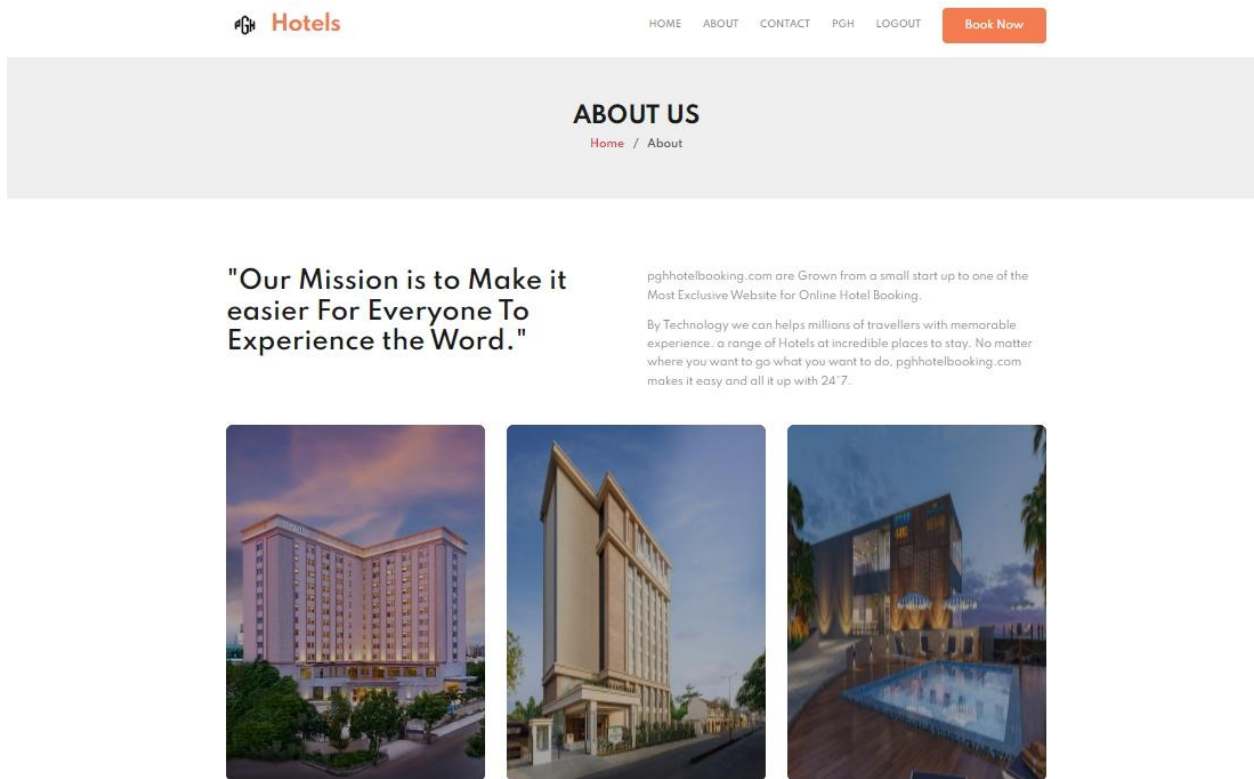 PGH Hotels
HOME ABOUT CONTACT PGH LOGOUT Book Now
ABOUT US
Home / About
"Our Mission is to Make it
easier For Everyone To
Experience the Word."
pghhotelbooking.com are Grown from a small start up to one of the
Most Exclusive Website for Online Hotel Booking.
By Technology we can helps millions of travellers with memorable
experience. a range of Hotels at incredible places to stay. No matter
where you want to go what you want to do, pghhotelbooking.com
makes it easy and all it up with 24*7.